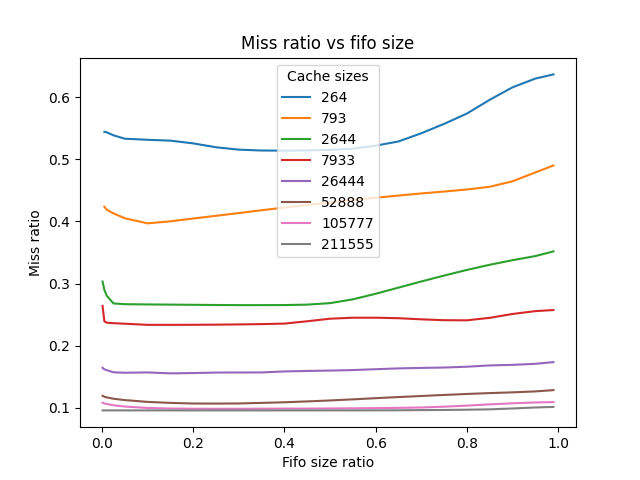 Miss ratio vs fifo size
Cache sizes
264
793
2644
7933
26444
52888
105777
211555
Miss ratio
0.6
0.5
0.4
0.3
0.2
0.1
0.0 0.2 0.4 0.6 0.8 1.0
Fifo size ratio